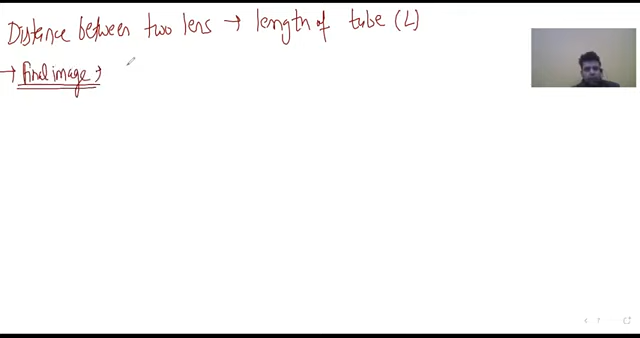 Distance between two lens → length of tube (L)
→ Final image →